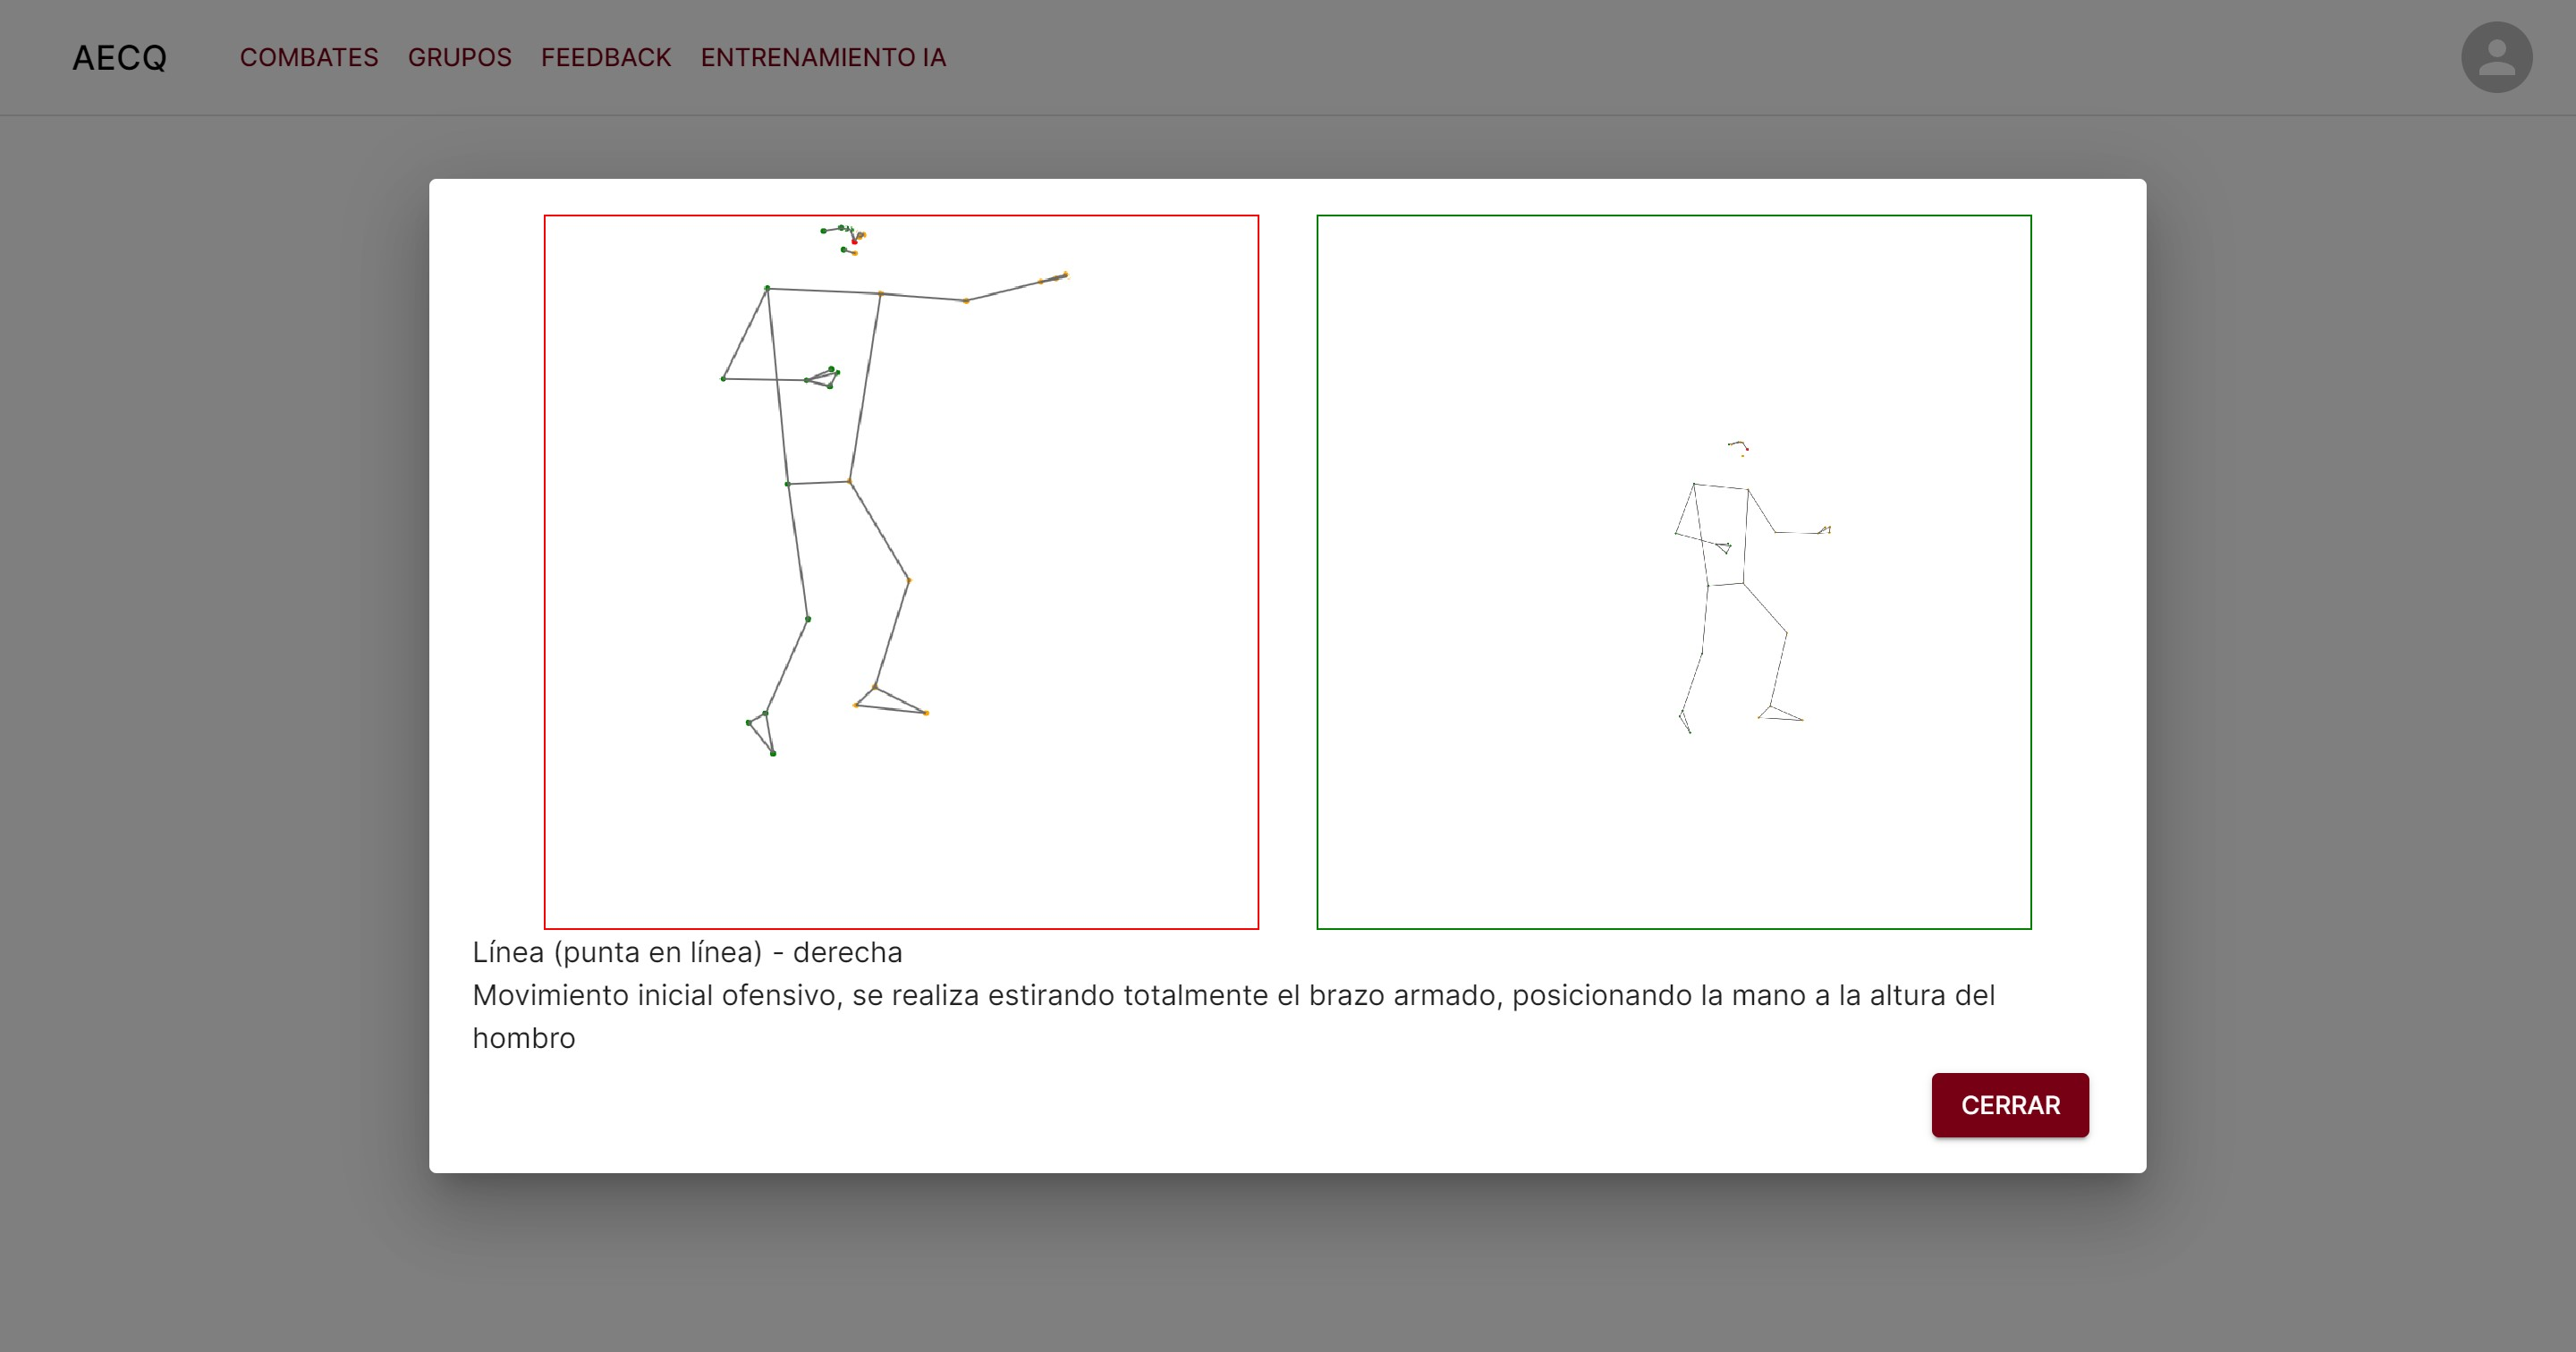 AECQ COMBATES GRUPOS FEEDBACK ENTRENAMIENTO IA
Línea (punta en línea) - derecha
Movimiento inicial ofensivo, se realiza estirando totalmente el brazo armado, posicionando la mano a la altura del
hombro
CERRAR